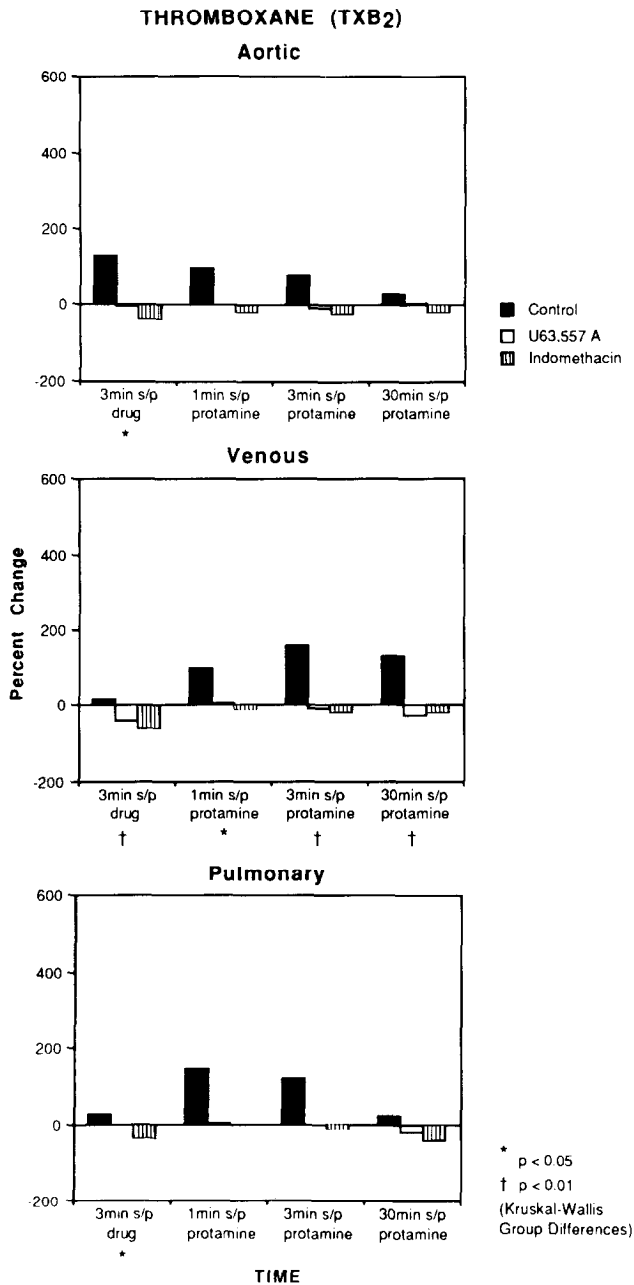 THROMBOXANE (TXB2)
Aortic
600
400
200
0
-200
3min s/p drug
*
1min s/p protamine
3min s/p protamine
30min s/p protamine
Control
U63.557 A
Indomethacin
Venous
Percent Change
600
400
200
0
-200
3min s/p drug
†
1min s/p protamine
*
3min s/p protamine
†
30min s/p protamine
†
Pulmonary
600
400
200
0
-200
3min s/p drug
*
1min s/p protamine
3min s/p protamine
30min s/p protamine
TIME
* p < 0.05
† p < 0.01
(Kruskal-Wallis
Group Differences)